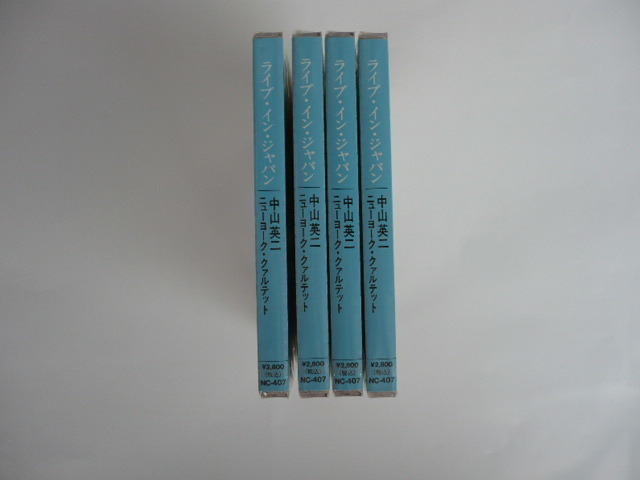 ライブ・イン・ジャパン
中山英二
ニューヨーク・クァルテット
¥2,800
(税込)
NC-407
ライブ・イン・ジャパン
中山英二
ニューヨーク・クァルテット
¥2,800
(税込)
NC-407
ライブ・イン・ジャパン
中山英二
ニューヨーク・クァルテット
¥2,800
(税込)
NC-407
ライブ・イン・ジャパン
中山英二
ニューヨーク・クァルテット
¥2,800
(税込)
NC-407